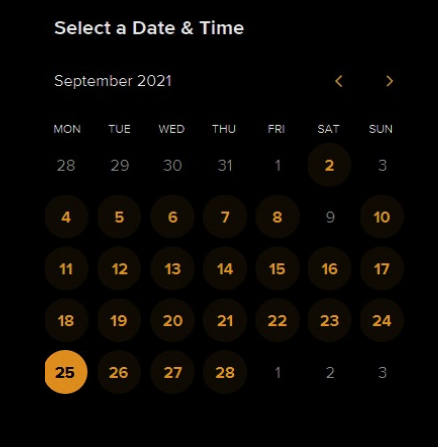 Select a Date & Time
September 2021
MON TUE WED THU FRI SAT SUN
28 29 30 31 1 2 3
4 5 6 7 8 9 10
11 12 13 14 15 16 17
18 19 20 21 22 23 24
25 26 27 28 1 2 3